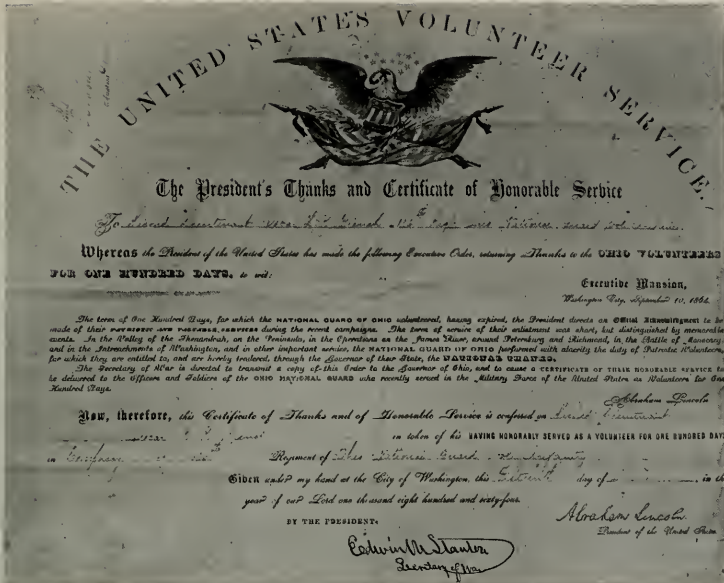 THE UNITED STATES VOLUNTEER SERVICE.
The President's Thanks and Certificate of Honorable Service
To Second Lieutenant
Whereas the President of the United States has made the following Executive Order, returning Thanks to the OHIO VOLUNTEERS
FOR ONE HUNDRED DAYS, to wit:
Executive Mansion,
Washington City, September 10, 1864.
The term of One Hundred Days, for which the NATIONAL GUARD OF OHIO volunteered, having expired, the President directs an Official Acknowledgment to be
made of their PATRIOTIC AND VALUABLE SERVICES during the recent campaigns. The term of service of their enlistment was short, but distinguished by memorable
events. In the Valley of the Shenandoah, on the Peninsula, in the Operations on the James River, around Petersburg and Richmond, in the Battle of Monocacy,
and in the Intrenchments of Washington, and in other important service, the NATIONAL GUARD OF OHIO performed with alacrity the duty of Patriotic Volunteers,
for which they are entitled to, and are hereby tendered, through the Governor of their State, the NATIONAL THANKS.
The Secretary of War is directed to transmit a copy of this Order to the Governor of Ohio, and to cause a CERTIFICATE OF THEIR HONORABLE SERVICE to
be delivered to the Officers and Soldiers of the OHIO NATIONAL GUARD who recently served in the Military Force of the United States as Volunteers for One
Hundred Days.
Abraham Lincoln
Now, therefore, this Certificate of Thanks and of Honorable Service is conferred on Second Lieutenant
in token of his HAVING HONORABLY SERVED AS A VOLUNTEER FOR ONE HUNDRED DAYS
in Company Regiment of Ohio National Guard
Given under my hand at the City of Washington, this day of in the
year of our Lord one thousand eight hundred and sixty-four.
BY THE PRESIDENT:
Abraham Lincoln
President of the United States
Edwin M Stanton
Secretary of War